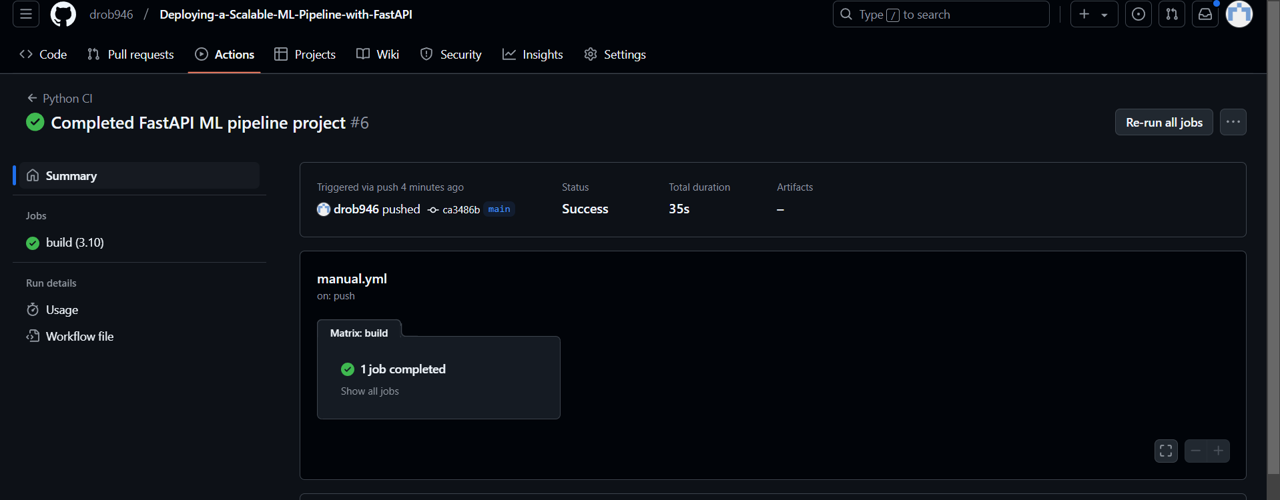 drob946 / Deploying-a-Scalable-ML-Pipeline-with-FastAPI
Type / to search
Code Pull requests Actions Projects Wiki Security Insights Settings
Python CI
Completed FastAPI ML pipeline project #6
Re-run all jobs
Summary
Jobs
build (3.10)
Run details
Usage
Workflow file
Triggered via push 4 minutes ago
drob946 pushed ca3486b main
Status
Success
Total duration
35s
Artifacts
–
manual.yml
on: push
Matrix: build
1 job completed
Show all jobs